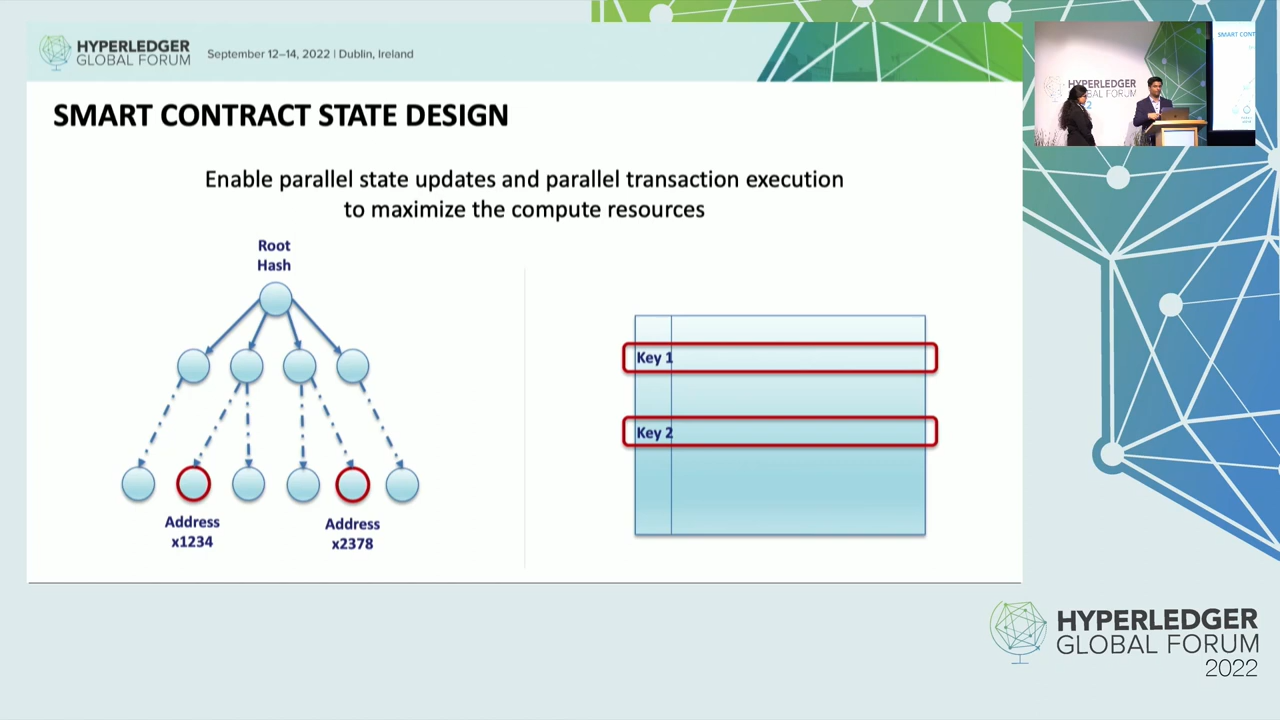 HYPERLEDGER
GLOBAL FORUM
September 12–14, 2022 | Dublin, Ireland
SMART CONTRACT STATE DESIGN
Enable parallel state updates and parallel transaction execution
to maximize the compute resources
Root
Hash
Address
x1234
Address
x2378
Key 1
Key 2
SMART CONT
HYPERLEDGER
GLOBAL FORUM
HYPERLEDGER
GLOBAL FORUM
2022